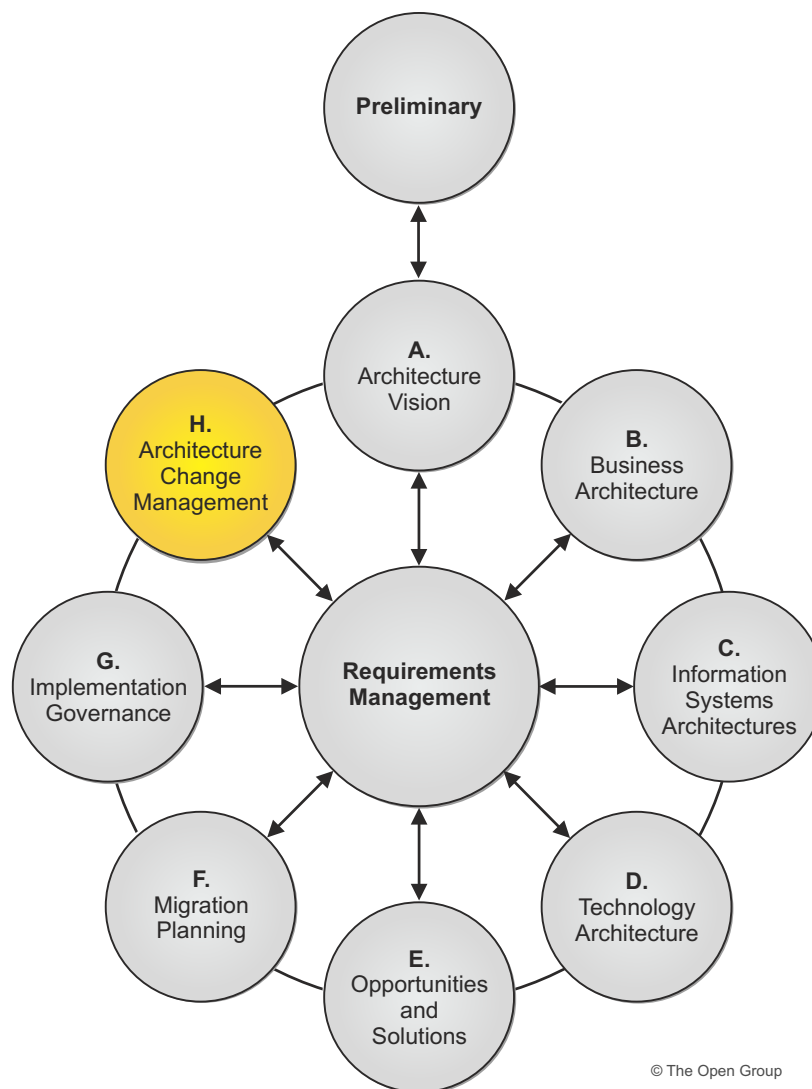 Preliminary
A.
Architecture
Vision
B.
Business
Architecture
C.
Information
Systems
Architectures
D.
Technology
Architecture
E.
Opportunities
and
Solutions
F.
Migration
Planning
G.
Implementation
Governance
H.
Architecture
Change
Management
Requirements
Management
© The Open Group